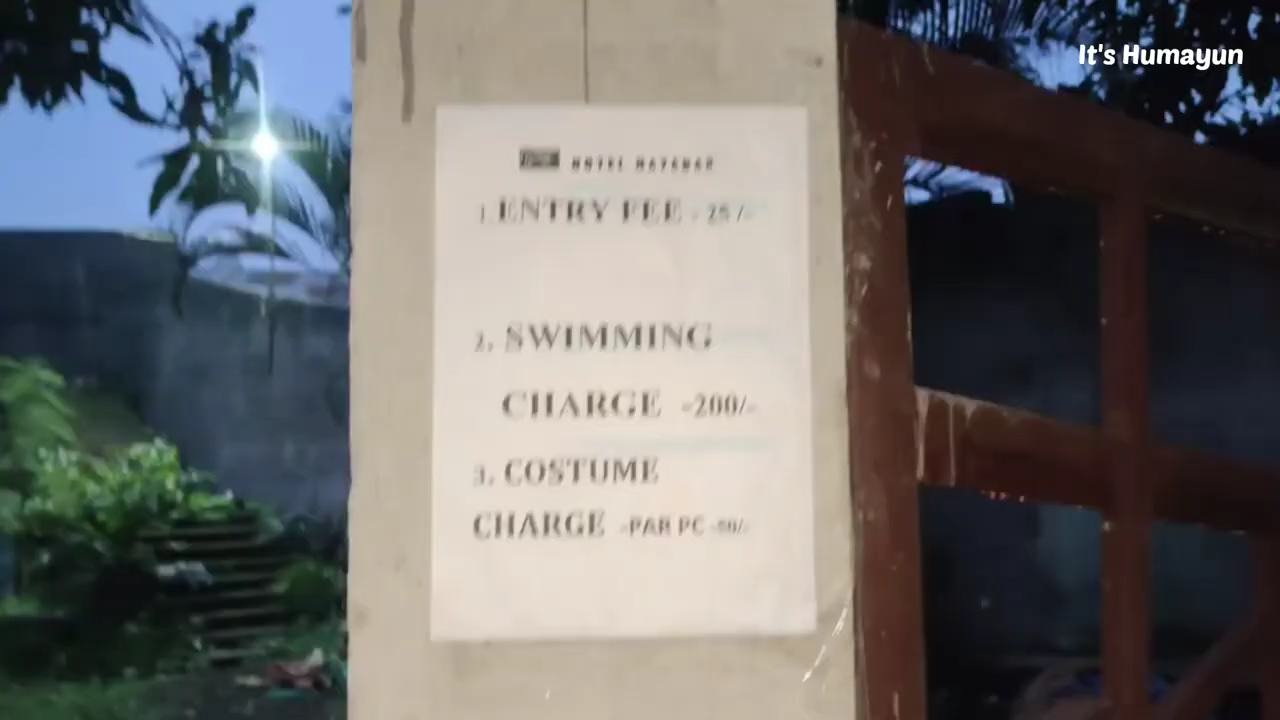 It's Humayun
HOTEL
1. ENTRY FEE - 25 /-
2. SWIMMING
CHARGE -200/-
3. COSTUME
CHARGE -PAR PC -50/-